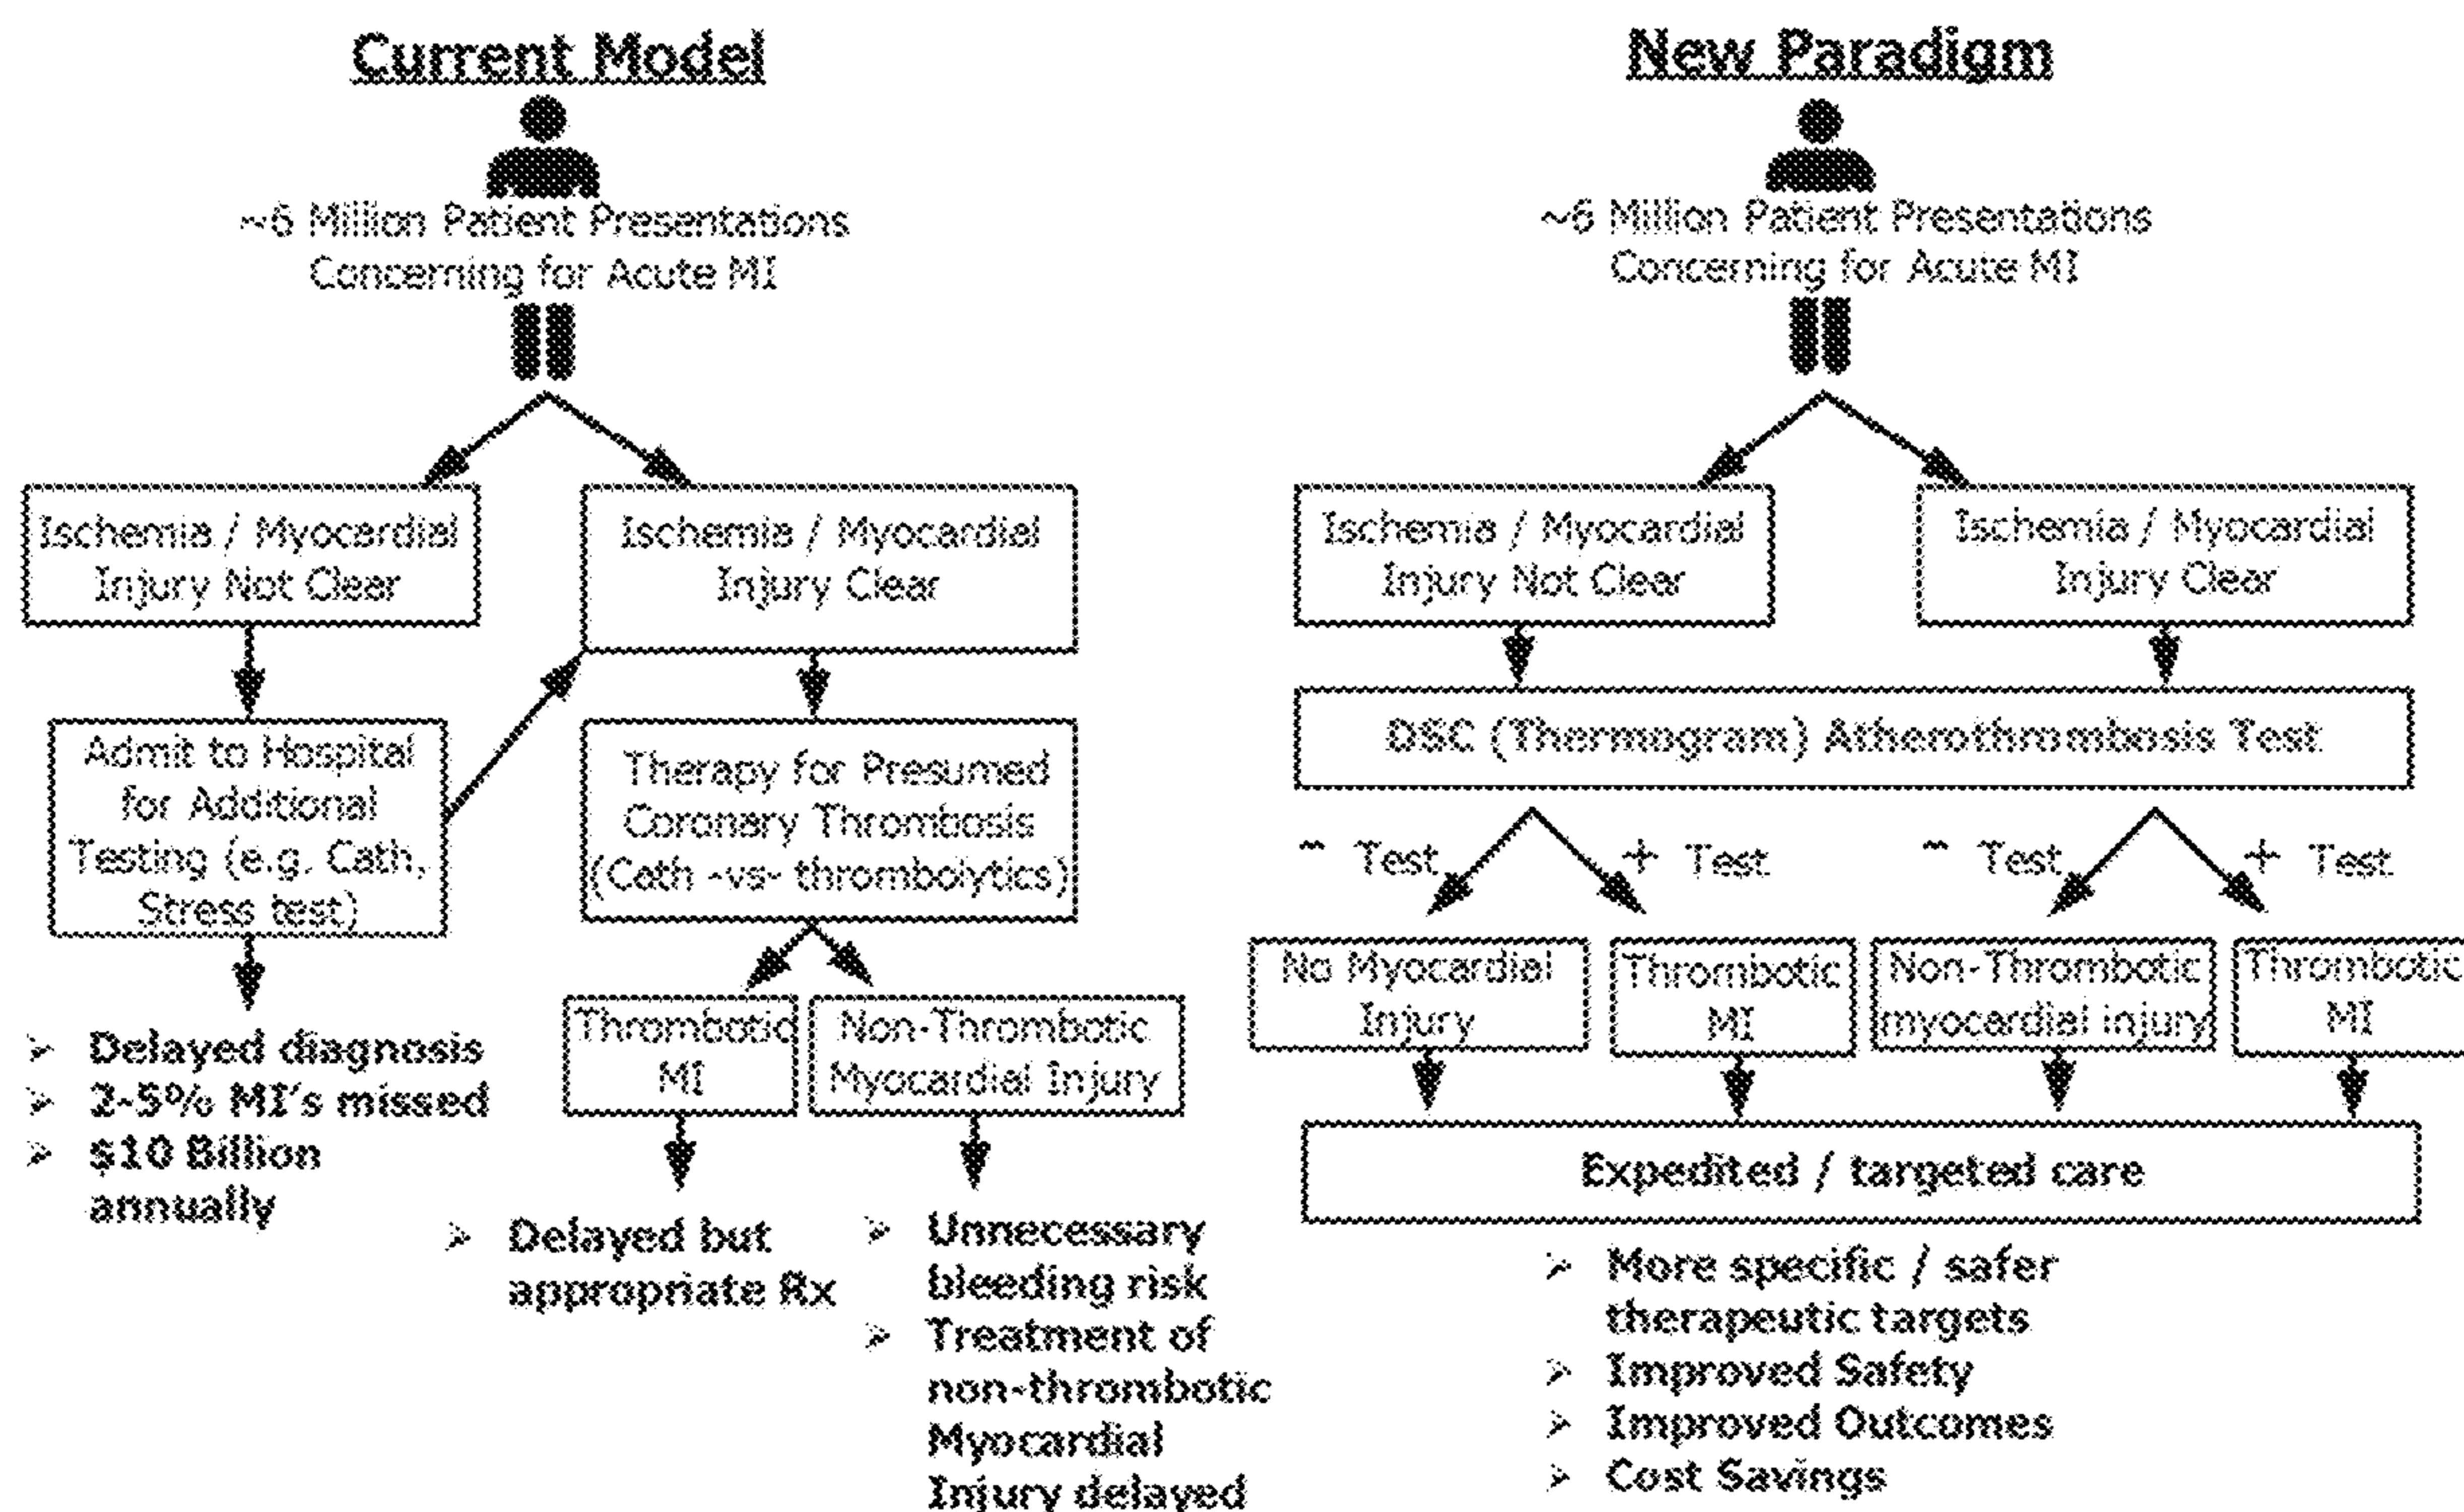 Current Model
~6 Million Patient Presentations
Concerning for Acute MI
Ischemia / Myocardial
Injury Not Clear
Ischemia / Myocardial
Injury Clear
Admit to Hospital
for Additional
Testing (e.g. Cath,
Stress test)
Therapy for Presumed
Coronary Thrombosis
(Cath -vs- thrombolytics)
Thrombotic
MI
Non-Thrombotic
Myocardial Injury
➢ Delayed diagnosis
➢ 2-5% MI's missed
➢ $10 Billion
annually
➢ Delayed but
appropriate Rx
➢ Unnecessary
bleeding risk
➢ Treatment of
non-thrombotic
Myocardial
Injury delayed
New Paradigm
~6 Million Patient Presentations
Concerning for Acute MI
Ischemia / Myocardial
Injury Not Clear
Ischemia / Myocardial
Injury Clear
DSC (Thermogram) Atherothrombosis Test
- Test
+ Test
- Test
+ Test
No Myocardial
Injury
Thrombotic
MI
Non-Thrombotic
myocardial injury
Thrombotic
MI
Expedited / targeted care
➢ More specific / safer
therapeutic targets
➢ Improved Safety
➢ Improved Outcomes
➢ Cost Savings